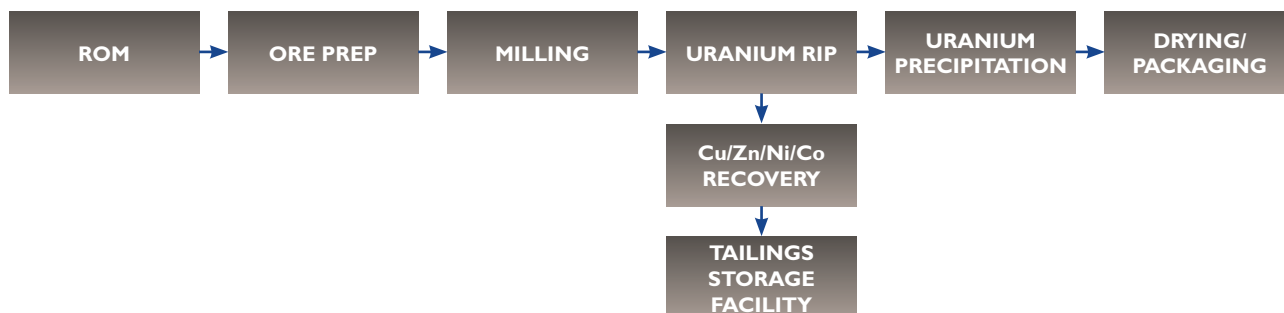 ROM
ORE PREP
MILLING
URANIUM RIP
URANIUM
PRECIPITATION
DRYING/
PACKAGING
Cu/Zn/Ni/Co
RECOVERY
TAILINGS
STORAGE
FACILITY